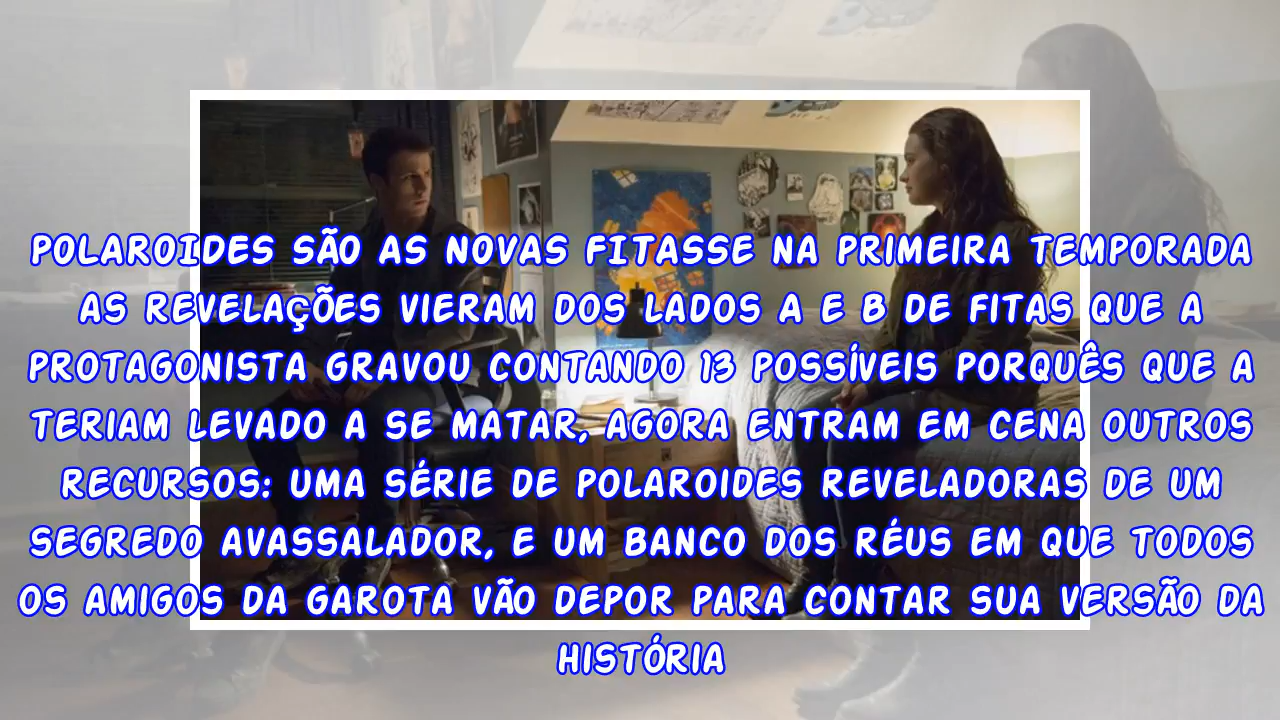 POLAROIDES SÃO AS NOVAS FITASSE NA PRIMEIRA TEMPORADA
AS REVELAÇÕES VIERAM DOS LADOS A E B DE FITAS QUE A
PROTAGONISTA GRAVOU CONTANDO 13 POSSÍVEIS PORQUÊS QUE A
TERIAM LEVADO A SE MATAR, AGORA ENTRAM EM CENA OUTROS
RECURSOS: UMA SÉRIE DE POLAROIDES REVELADORAS DE UM
SEGREDO AVASSALADOR, E UM BANCO DOS RÉUS EM QUE TODOS
OS AMIGOS DA GAROTA VÃO DEPOR PARA CONTAR SUA VERSÃO DA
HISTÓRIA